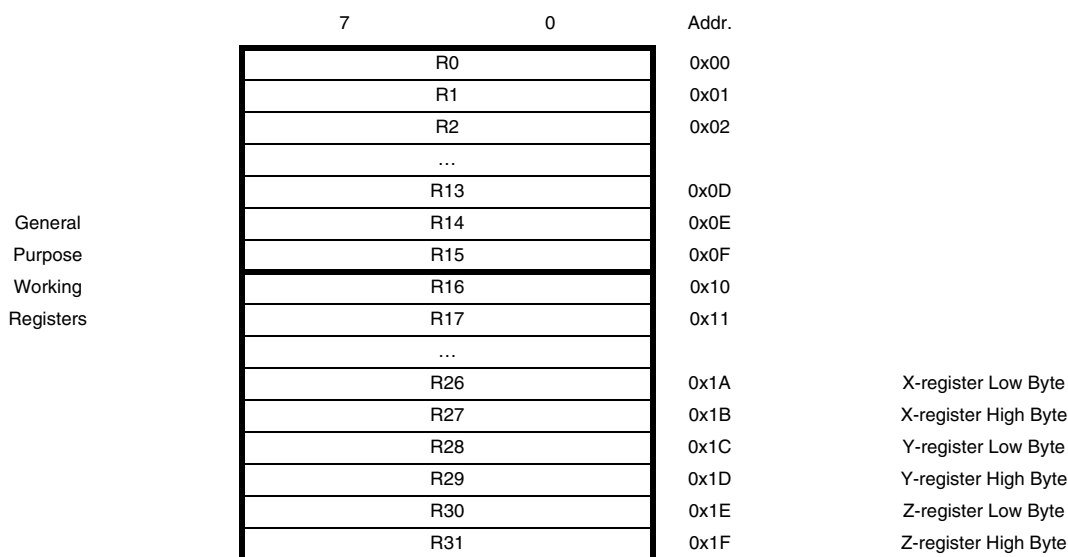 7 0 Addr.
R0 0x00
R1 0x01
R2 0x02
…
R13 0x0D
General R14 0x0E
Purpose R15 0x0F
Working R16 0x10
Registers R17 0x11
…
R26 0x1A X-register Low Byte
R27 0x1B X-register High Byte
R28 0x1C Y-register Low Byte
R29 0x1D Y-register High Byte
R30 0x1E Z-register Low Byte
R31 0x1F Z-register High Byte